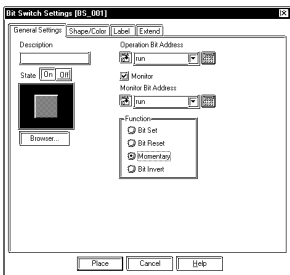 Bit Switch Settings [BS_001]
General Settings Shape/Color Label Extend
Description
Operation Bit Address
run
State On Off
Monitor
Monitor Bit Address
run
Browser...
Function
Bit Set
Bit Reset
Momentary
Bit Invert
Place Cancel Help